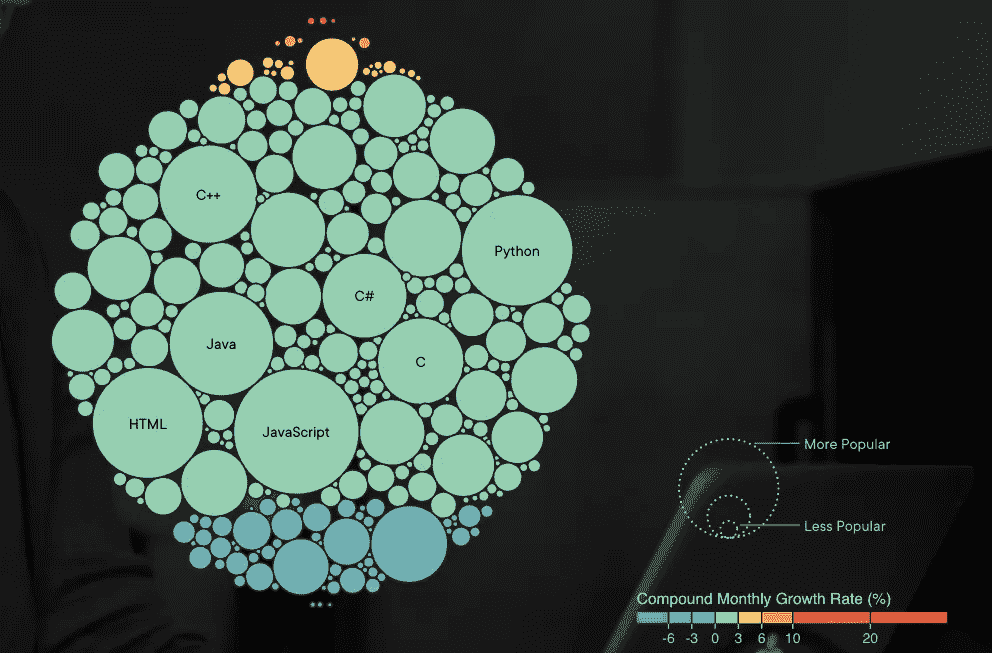 C++
Python
C#
Java
C
HTML
JavaScript
More Popular
Less Popular
Compound Monthly Growth Rate (%)
-6 -3 0 3 6 10 20